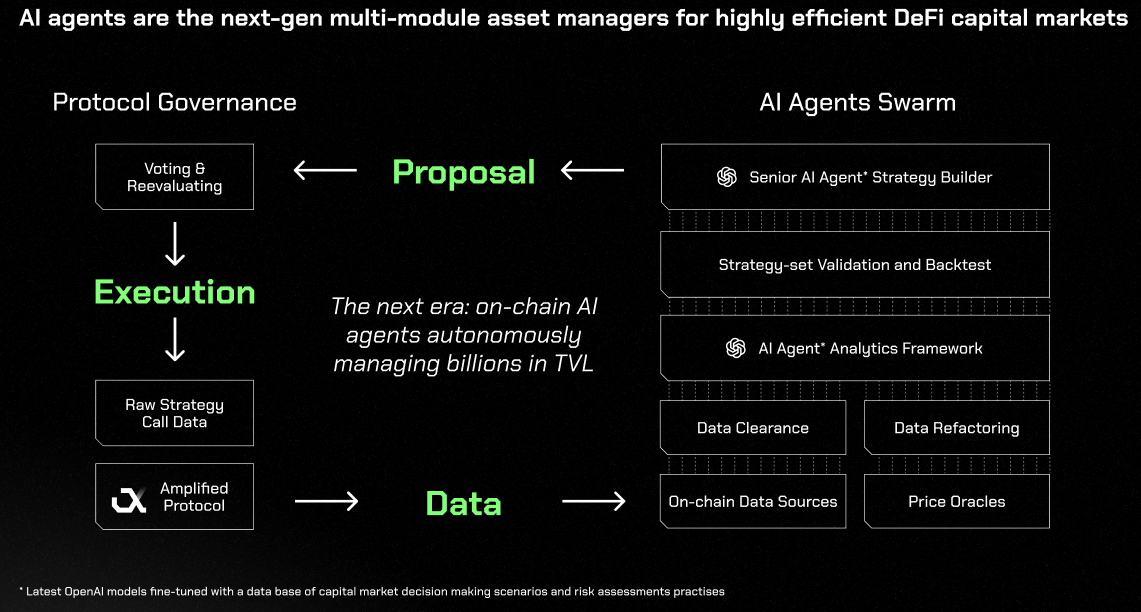 AI agents are the next-gen multi-module asset managers for highly efficient DeFi capital markets
Protocol Governance
AI Agents Swarm
Voting &
Reevaluating
Proposal
Senior AI Agent* Strategy Builder
Strategy-set Validation and Backtest
Execution
The next era: on-chain AI
agents autonomously
managing billions in TVL
AI Agent* Analytics Framework
Raw Strategy
Call Data
Data Clearance
Data Refactoring
Amplified
Protocol
Data
On-chain Data Sources
Price Oracles
* Latest OpenAI models fine-tuned with a data base of capital market decision making scenarios and risk assessments practises